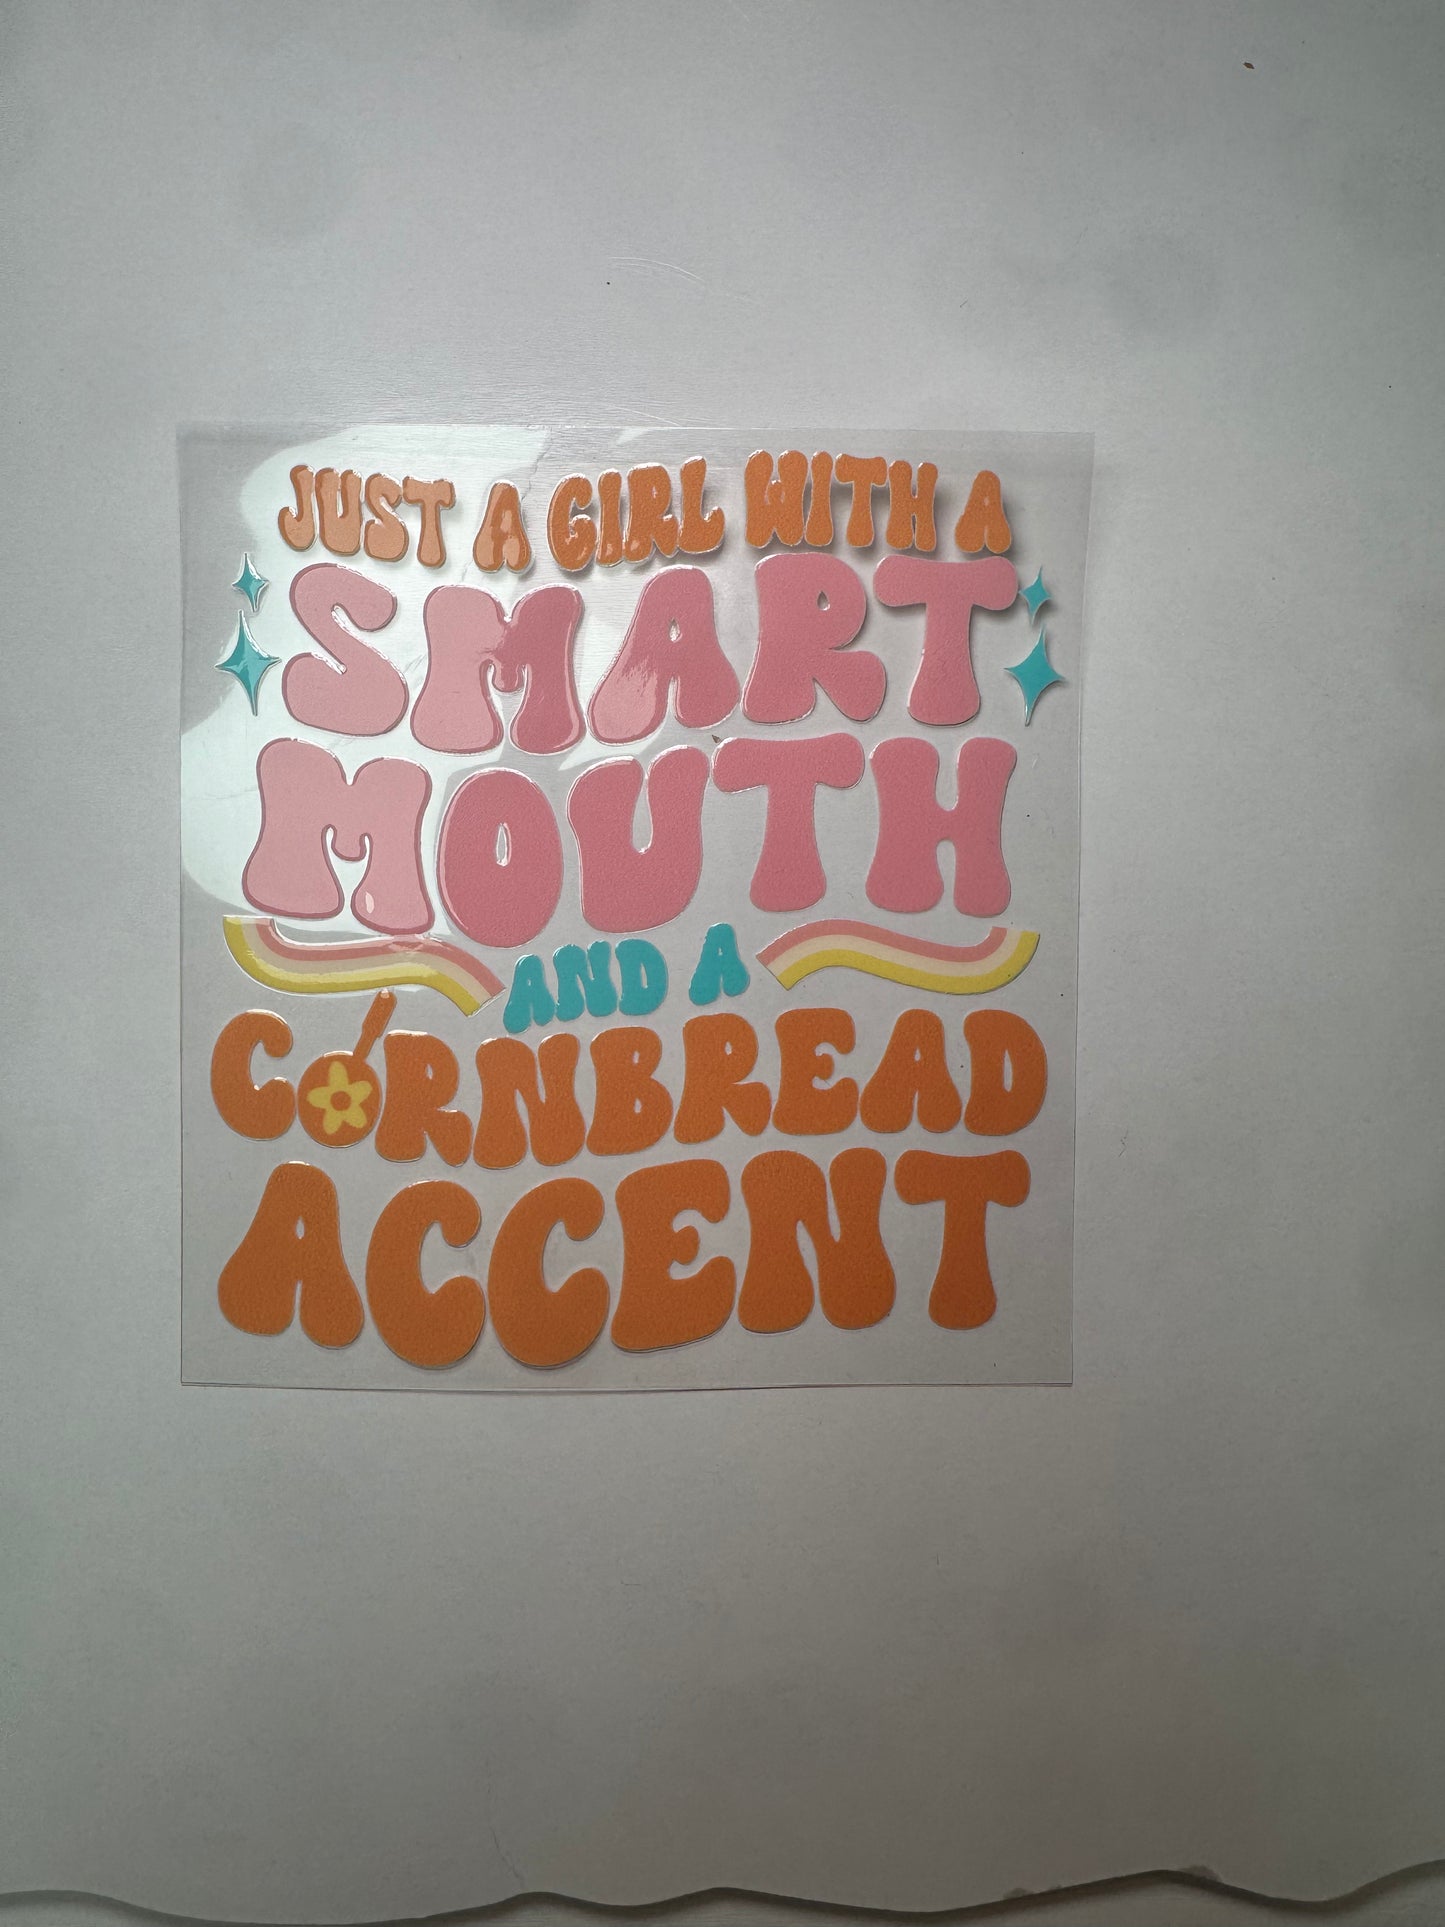 JUST A GIRL WITH A
SMART
MOUTH
AND A
CORNBREAD
ACCENT